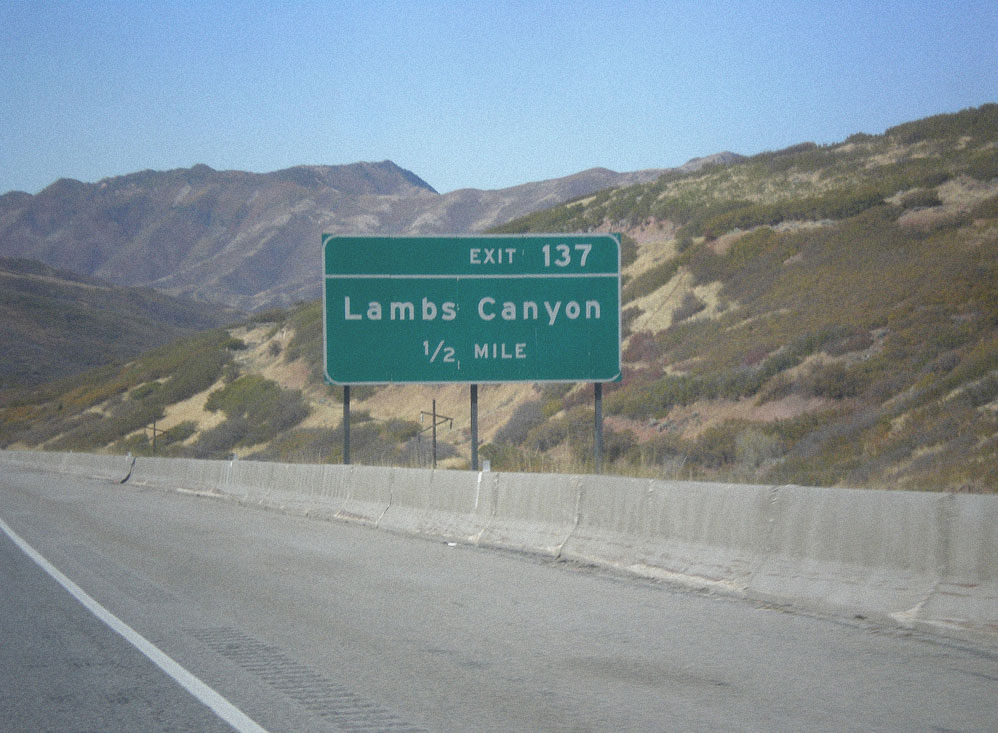 EXIT 137
Lambs Canyon
1/2 MILE